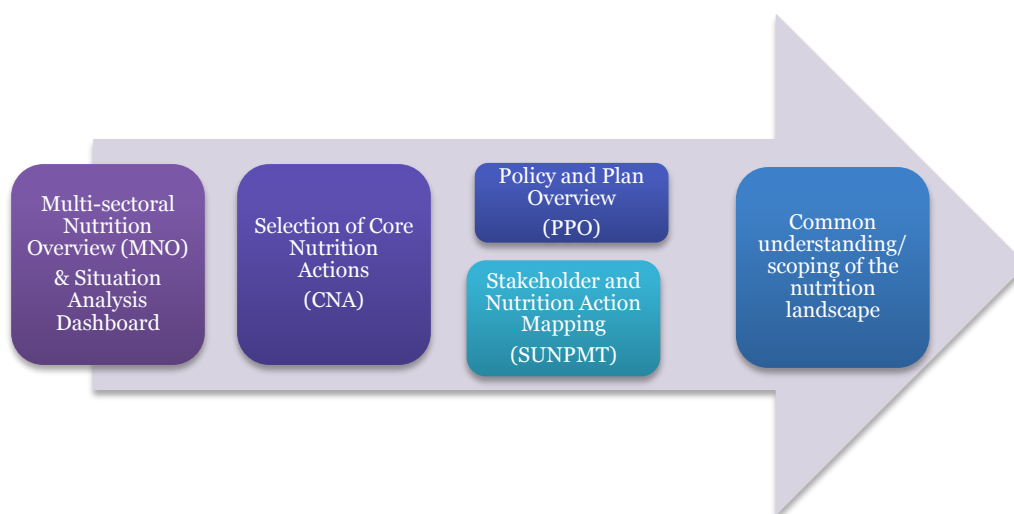 Multi-sectoral
Nutrition
Overview (MNO)
& Situation
Analysis
Dashboard
Selection of Core
Nutrition
Actions
(CNA)
Policy and Plan
Overview
(PPO)
Stakeholder and
Nutrition Action
Mapping
(SUNPMT)
Common
understanding/
scoping of the
nutrition
landscape